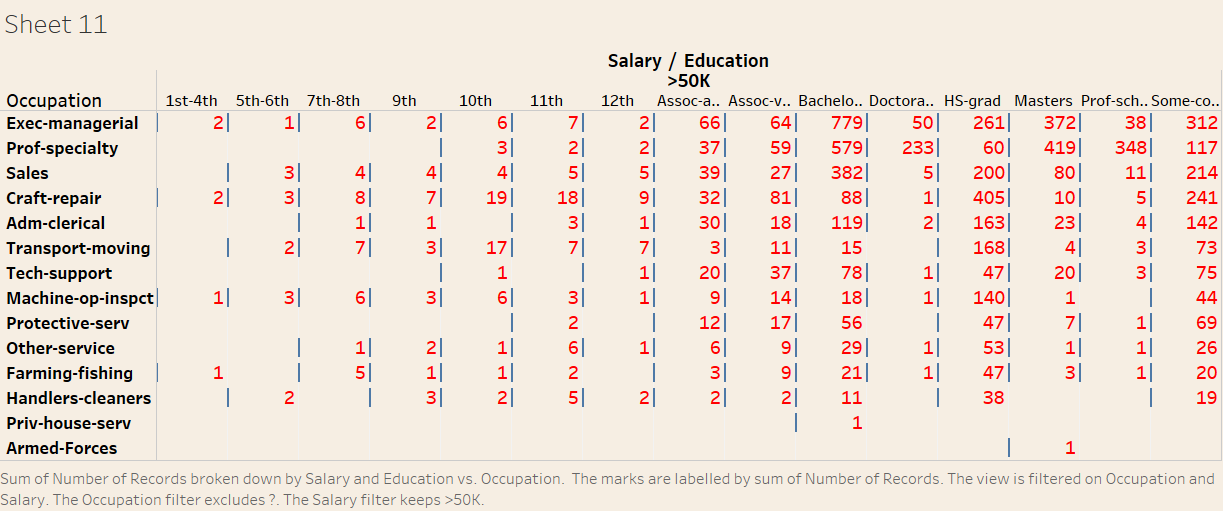 Sheet 11
Salary / Education
>50K
Occupation 1st-4th 5th-6th 7th-8th 9th 10th 11th 12th Assoc-a.. Assoc-v.. Bachelo.. Doctora.. HS-grad Masters Prof-sch.. Some-co..
Exec-managerial 2 1 6 2 6 7 2 66 64 779 50 261 372 38 312
Prof-specialty 3 2 2 37 59 579 233 60 419 348 117
Sales 3 4 4 4 5 5 39 27 382 5 200 80 11 214
Craft-repair 2 3 8 7 19 18 9 32 81 88 1 405 10 5 241
Adm-clerical 1 1 3 1 30 18 119 2 163 23 4 142
Transport-moving 2 7 3 17 7 7 3 11 15 168 4 3 73
Tech-support 1 1 20 37 78 1 47 20 3 75
Machine-op-inspct 1 3 6 3 6 3 1 9 14 18 1 140 1 44
Protective-serv 2 12 17 56 47 7 1 69
Other-service 1 2 1 6 1 6 9 29 1 53 1 1 26
Farming-fishing 1 5 1 1 2 3 9 21 1 47 3 1 20
Handlers-cleaners 2 3 2 5 2 2 2 11 38 19
Priv-house-serv 1
Armed-Forces 1
Sum of Number of Records broken down by Salary and Education vs. Occupation. The marks are labelled by sum of Number of Records. The view is filtered on Occupation and
Salary. The Occupation filter excludes ?. The Salary filter keeps >50K.